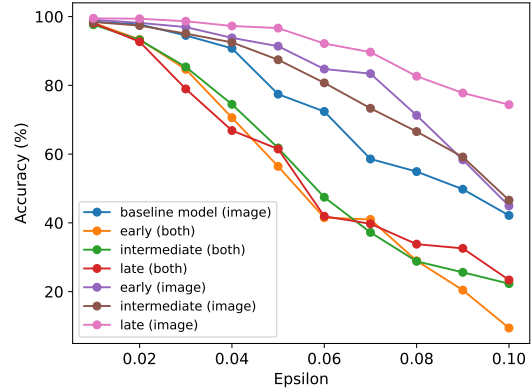 100
80
60
40
20
Accuracy (%)
baseline model (image)
early (both)
intermediate (both)
late (both)
early (image)
intermediate (image)
late (image)
0.02 0.04 0.06 0.08 0.10
Epsilon